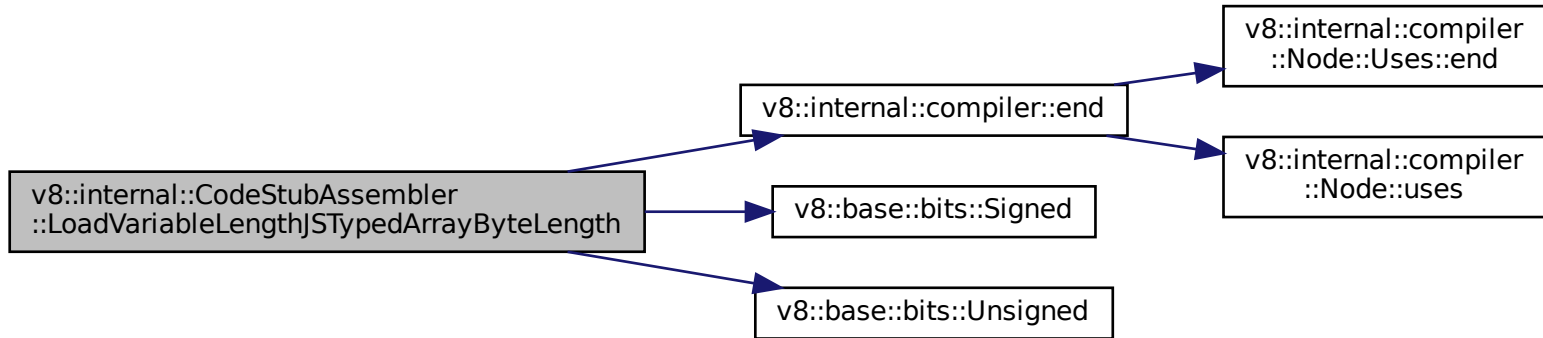 v8::internal::CodeStubAssembler
::LoadVariableLengthJSTypedArrayByteLength
v8::internal::compiler::end
v8::internal::compiler
::Node::Uses::end
v8::internal::compiler
::Node::uses
v8::base::bits::Signed
v8::base::bits::Unsigned